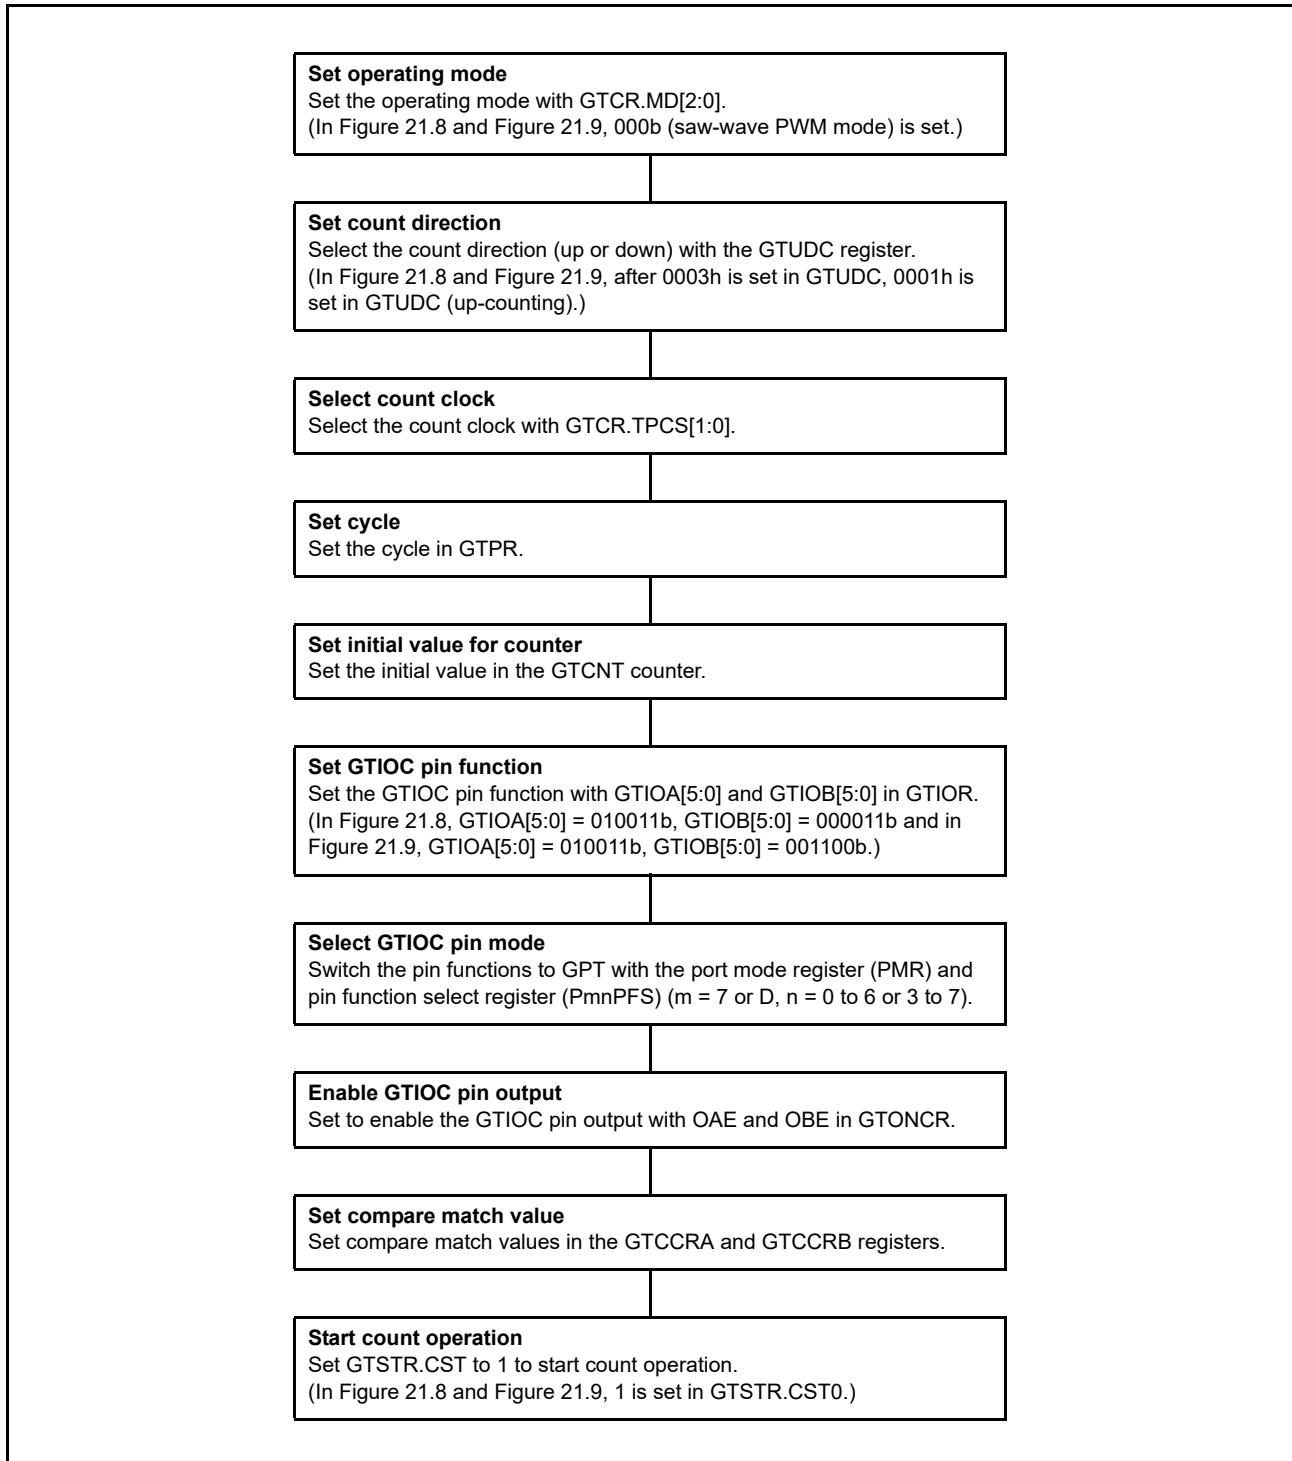 Set operating mode
Set the operating mode with GTCR.MD[2:0].
(In Figure 21.8 and Figure 21.9, 000b (saw-wave PWM mode) is set.)
Set count direction
Select the count direction (up or down) with the GTUDC register.
(In Figure 21.8 and Figure 21.9, after 0003h is set in GTUDC, 0001h is
set in GTUDC (up-counting).)
Select count clock
Select the count clock with GTCR.TPCS[1:0].
Set cycle
Set the cycle in GTPR.
Set initial value for counter
Set the initial value in the GTCNT counter.
Set GTIOC pin function
Set the GTIOC pin function with GTIOA[5:0] and GTIOB[5:0] in GTIOR.
(In Figure 21.8, GTIOA[5:0] = 010011b, GTIOB[5:0] = 000011b and in
Figure 21.9, GTIOA[5:0] = 010011b, GTIOB[5:0] = 001100b.)
Select GTIOC pin mode
Switch the pin functions to GPT with the port mode register (PMR) and
pin function select register (PmnPFS) (m = 7 or D, n = 0 to 6 or 3 to 7).
Enable GTIOC pin output
Set to enable the GTIOC pin output with OAE and OBE in GTONCR.
Set compare match value
Set compare match values in the GTCCRA and GTCCRB registers.
Start count operation
Set GTSTR.CST to 1 to start count operation.
(In Figure 21.8 and Figure 21.9, 1 is set in GTSTR.CST0.)